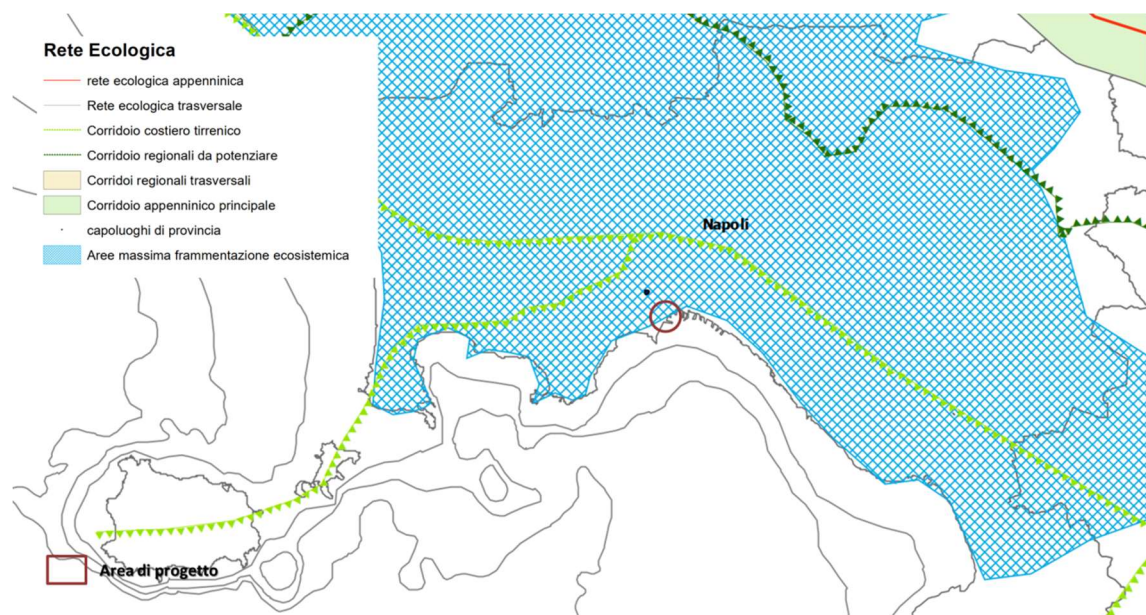 Rete Ecologica
rete ecologica appenninica
Rete ecologica trasversale
Corridoio costiero tirrenico
Corridoio regionali da potenziare
Corridoi regionali trasversali
Corridoio appenninico principale
capoluoghi di provincia
Aree massima frammentazione ecosistemica
Napoli
Area di progetto